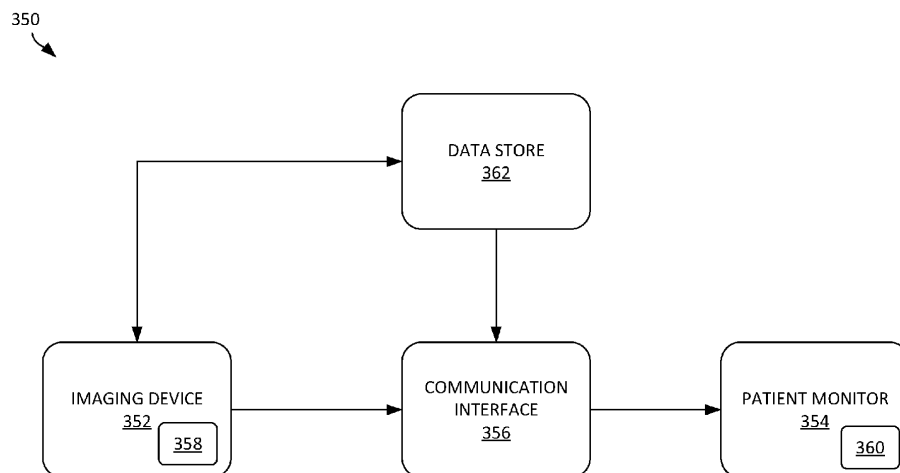 350
DATA STORE
362
IMAGING DEVICE
352
358
COMMUNICATION
INTERFACE
356
PATIENT MONITOR
354
360